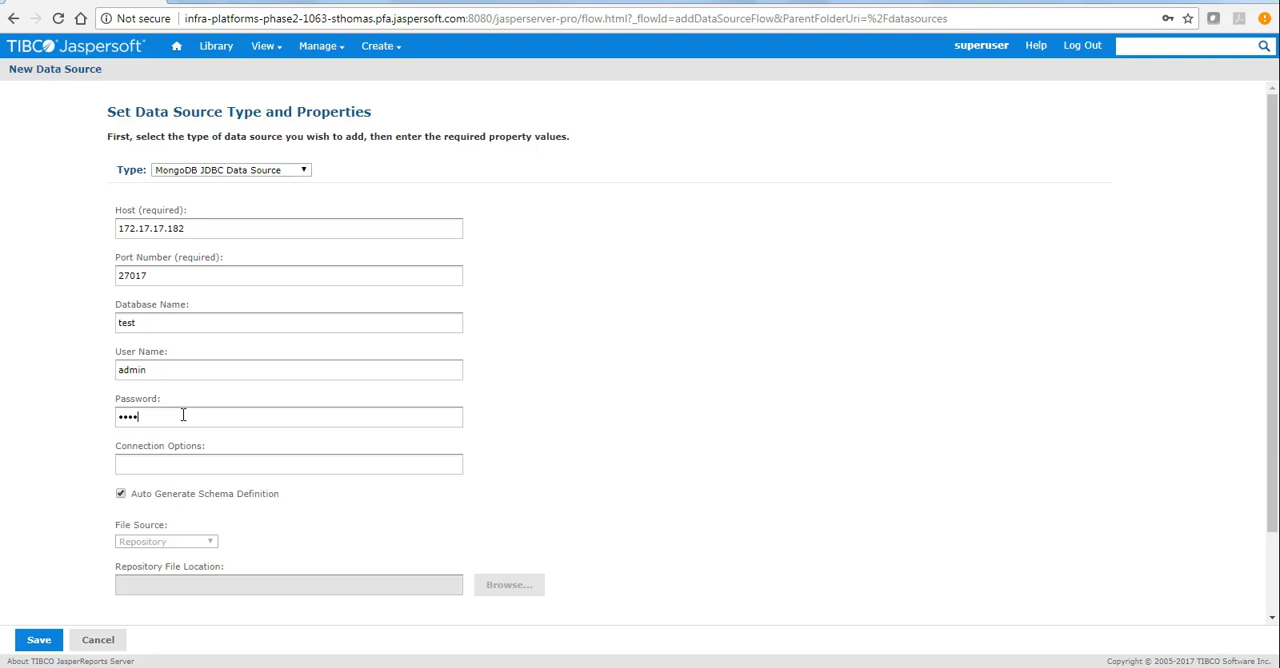 Not secure | infra-platforms-phase2-1063-sthomas.pfa.jaspersoft.com:8080/jasperserver-pro/flow.html?_flowId=addDataSourceFlow&ParentFolderUri=%2Fdatasources
TIBCO Jaspersoft Library View Manage Create superuser Help Log Out
New Data Source
Set Data Source Type and Properties
First, select the type of data source you wish to add, then enter the required property values.
Type: MongoDB JDBC Data Source
Host (required):
172.17.17.182
Port Number (required):
27017
Database Name:
test
User Name:
admin
Password:
••••
Connection Options:
Auto Generate Schema Definition
File Source:
Repository
Repository File Location:
Browse...
Save Cancel
About TIBCO JasperReports Server Copyright © 2005-2017 TIBCO Software Inc.